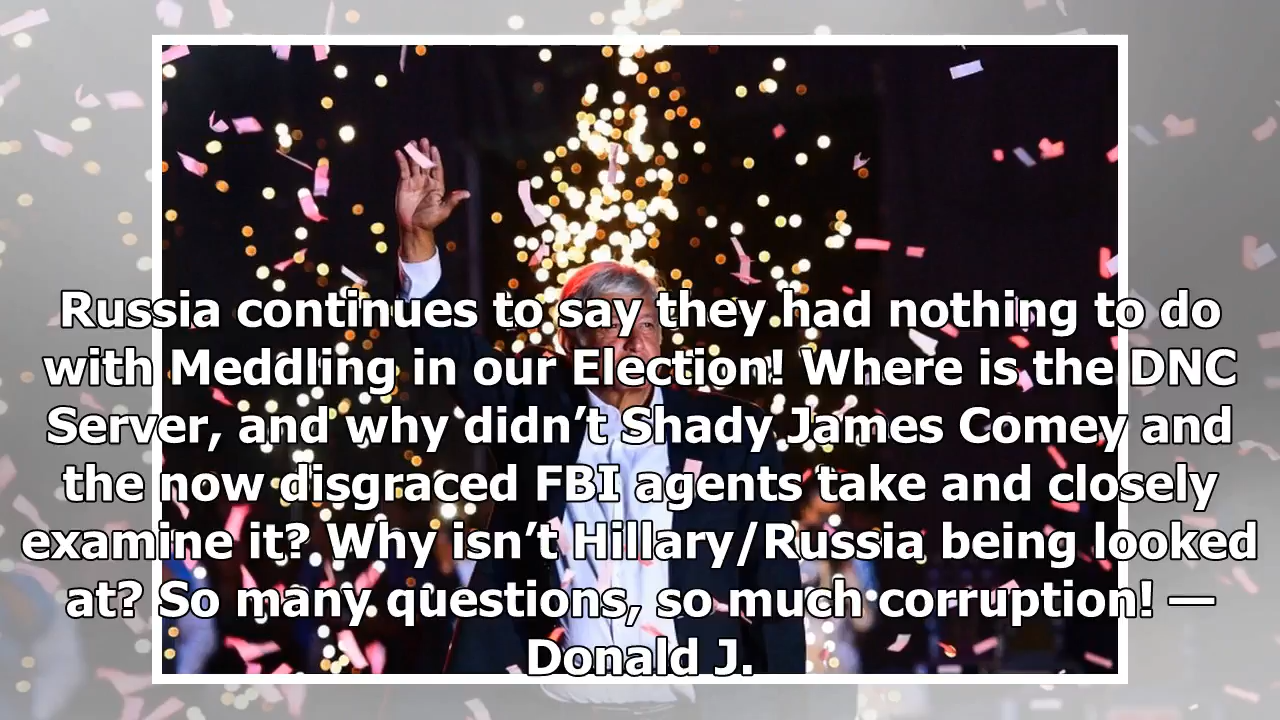 Russia continues to say they had nothing to do
with Meddling in our Election! Where is the DNC
Server, and why didn’t Shady James Comey and
the now disgraced FBI agents take and closely
examine it? Why isn’t Hillary/Russia being looked
at? So many questions, so much corruption! —
Donald J.